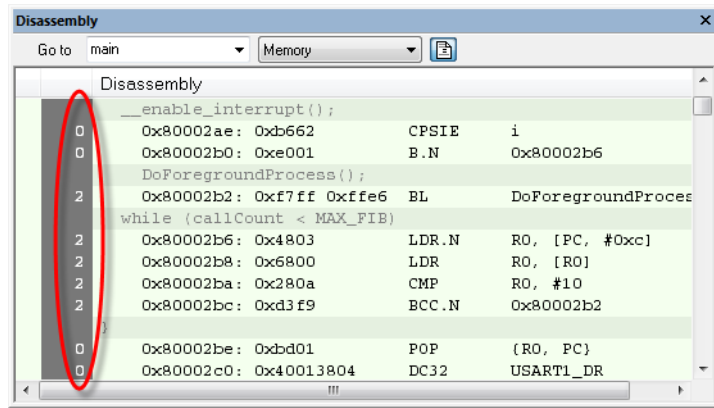 Disassembly
Go to main Memory
Disassembly
__enable_interrupt();
0 0x80002ae: 0xb662 CPSIE i
0 0x80002b0: 0xe001 B.N 0x80002b6
DoForegroundProcess();
2 0x80002b2: 0xf7ff 0xffe6 BL DoForegroundProces
while (callCount < MAX_FIB)
2 0x80002b6: 0x4803 LDR.N R0, [PC, #0xc]
2 0x80002b8: 0x6800 LDR R0, [R0]
2 0x80002ba: 0x280a CMP R0, #10
2 0x80002bc: 0xd3f9 BCC.N 0x80002b2
}
0 0x80002be: 0xbd01 POP {R0, PC}
0 0x80002c0: 0x40013804 DC32 USART1_DR